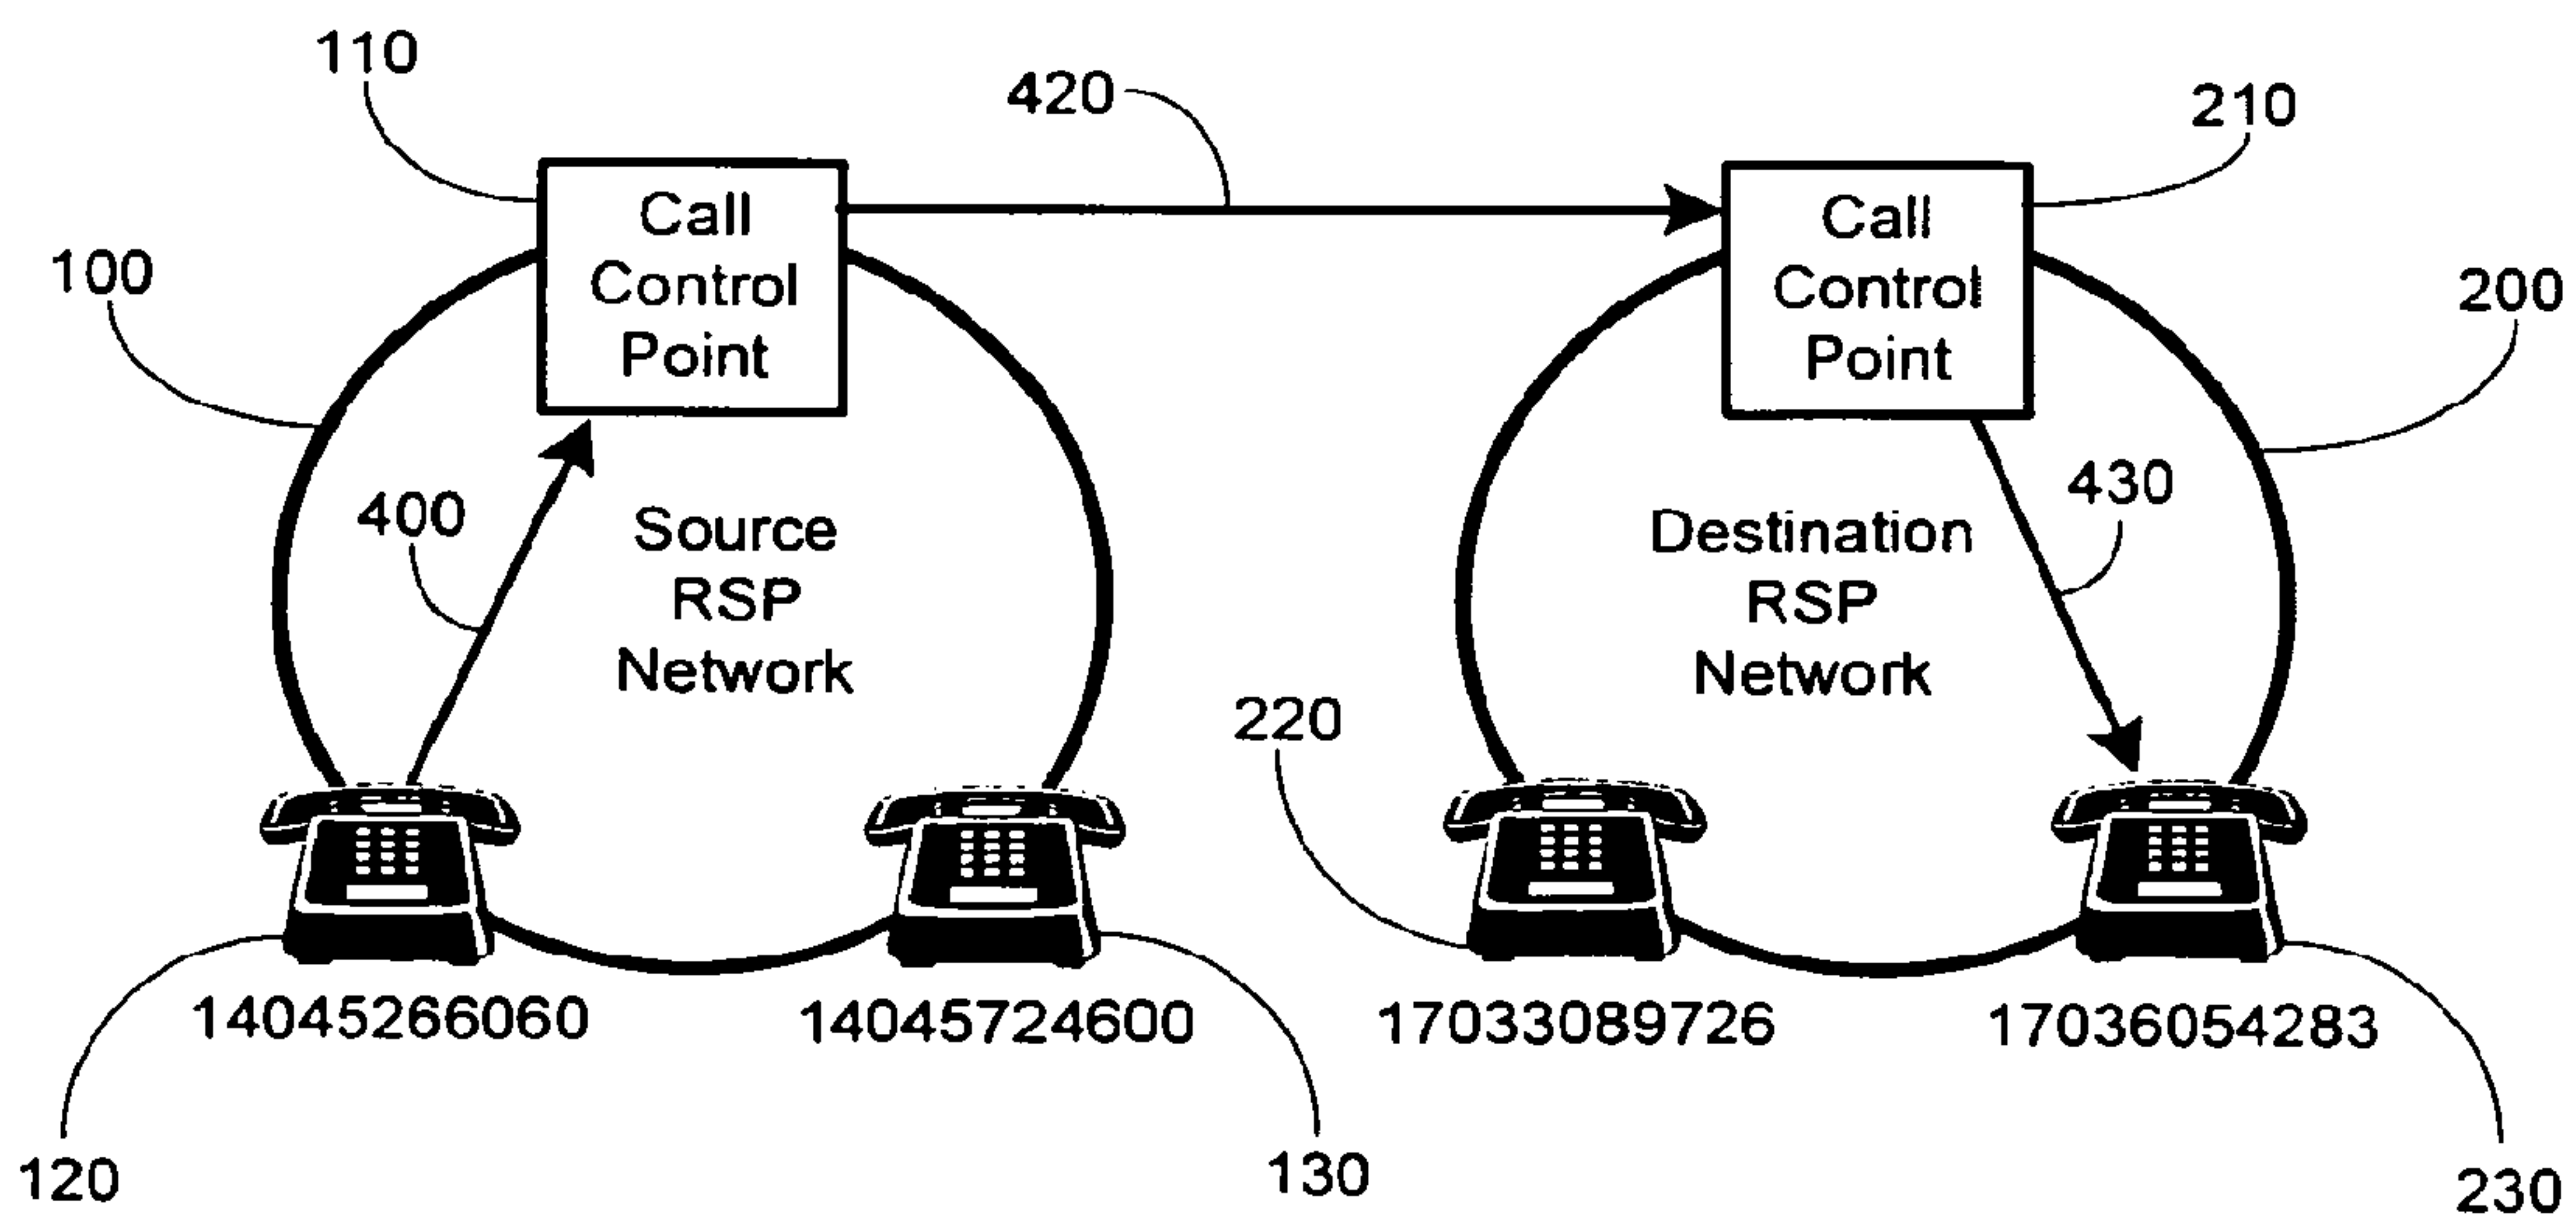 110
420
210
Call
Control
Point
Call
Control
Point
100
200
400
Source
RSP
Network
Destination
RSP
Network
430
220
14045266060
14045724600
17033089726
17036054283
120
130
230